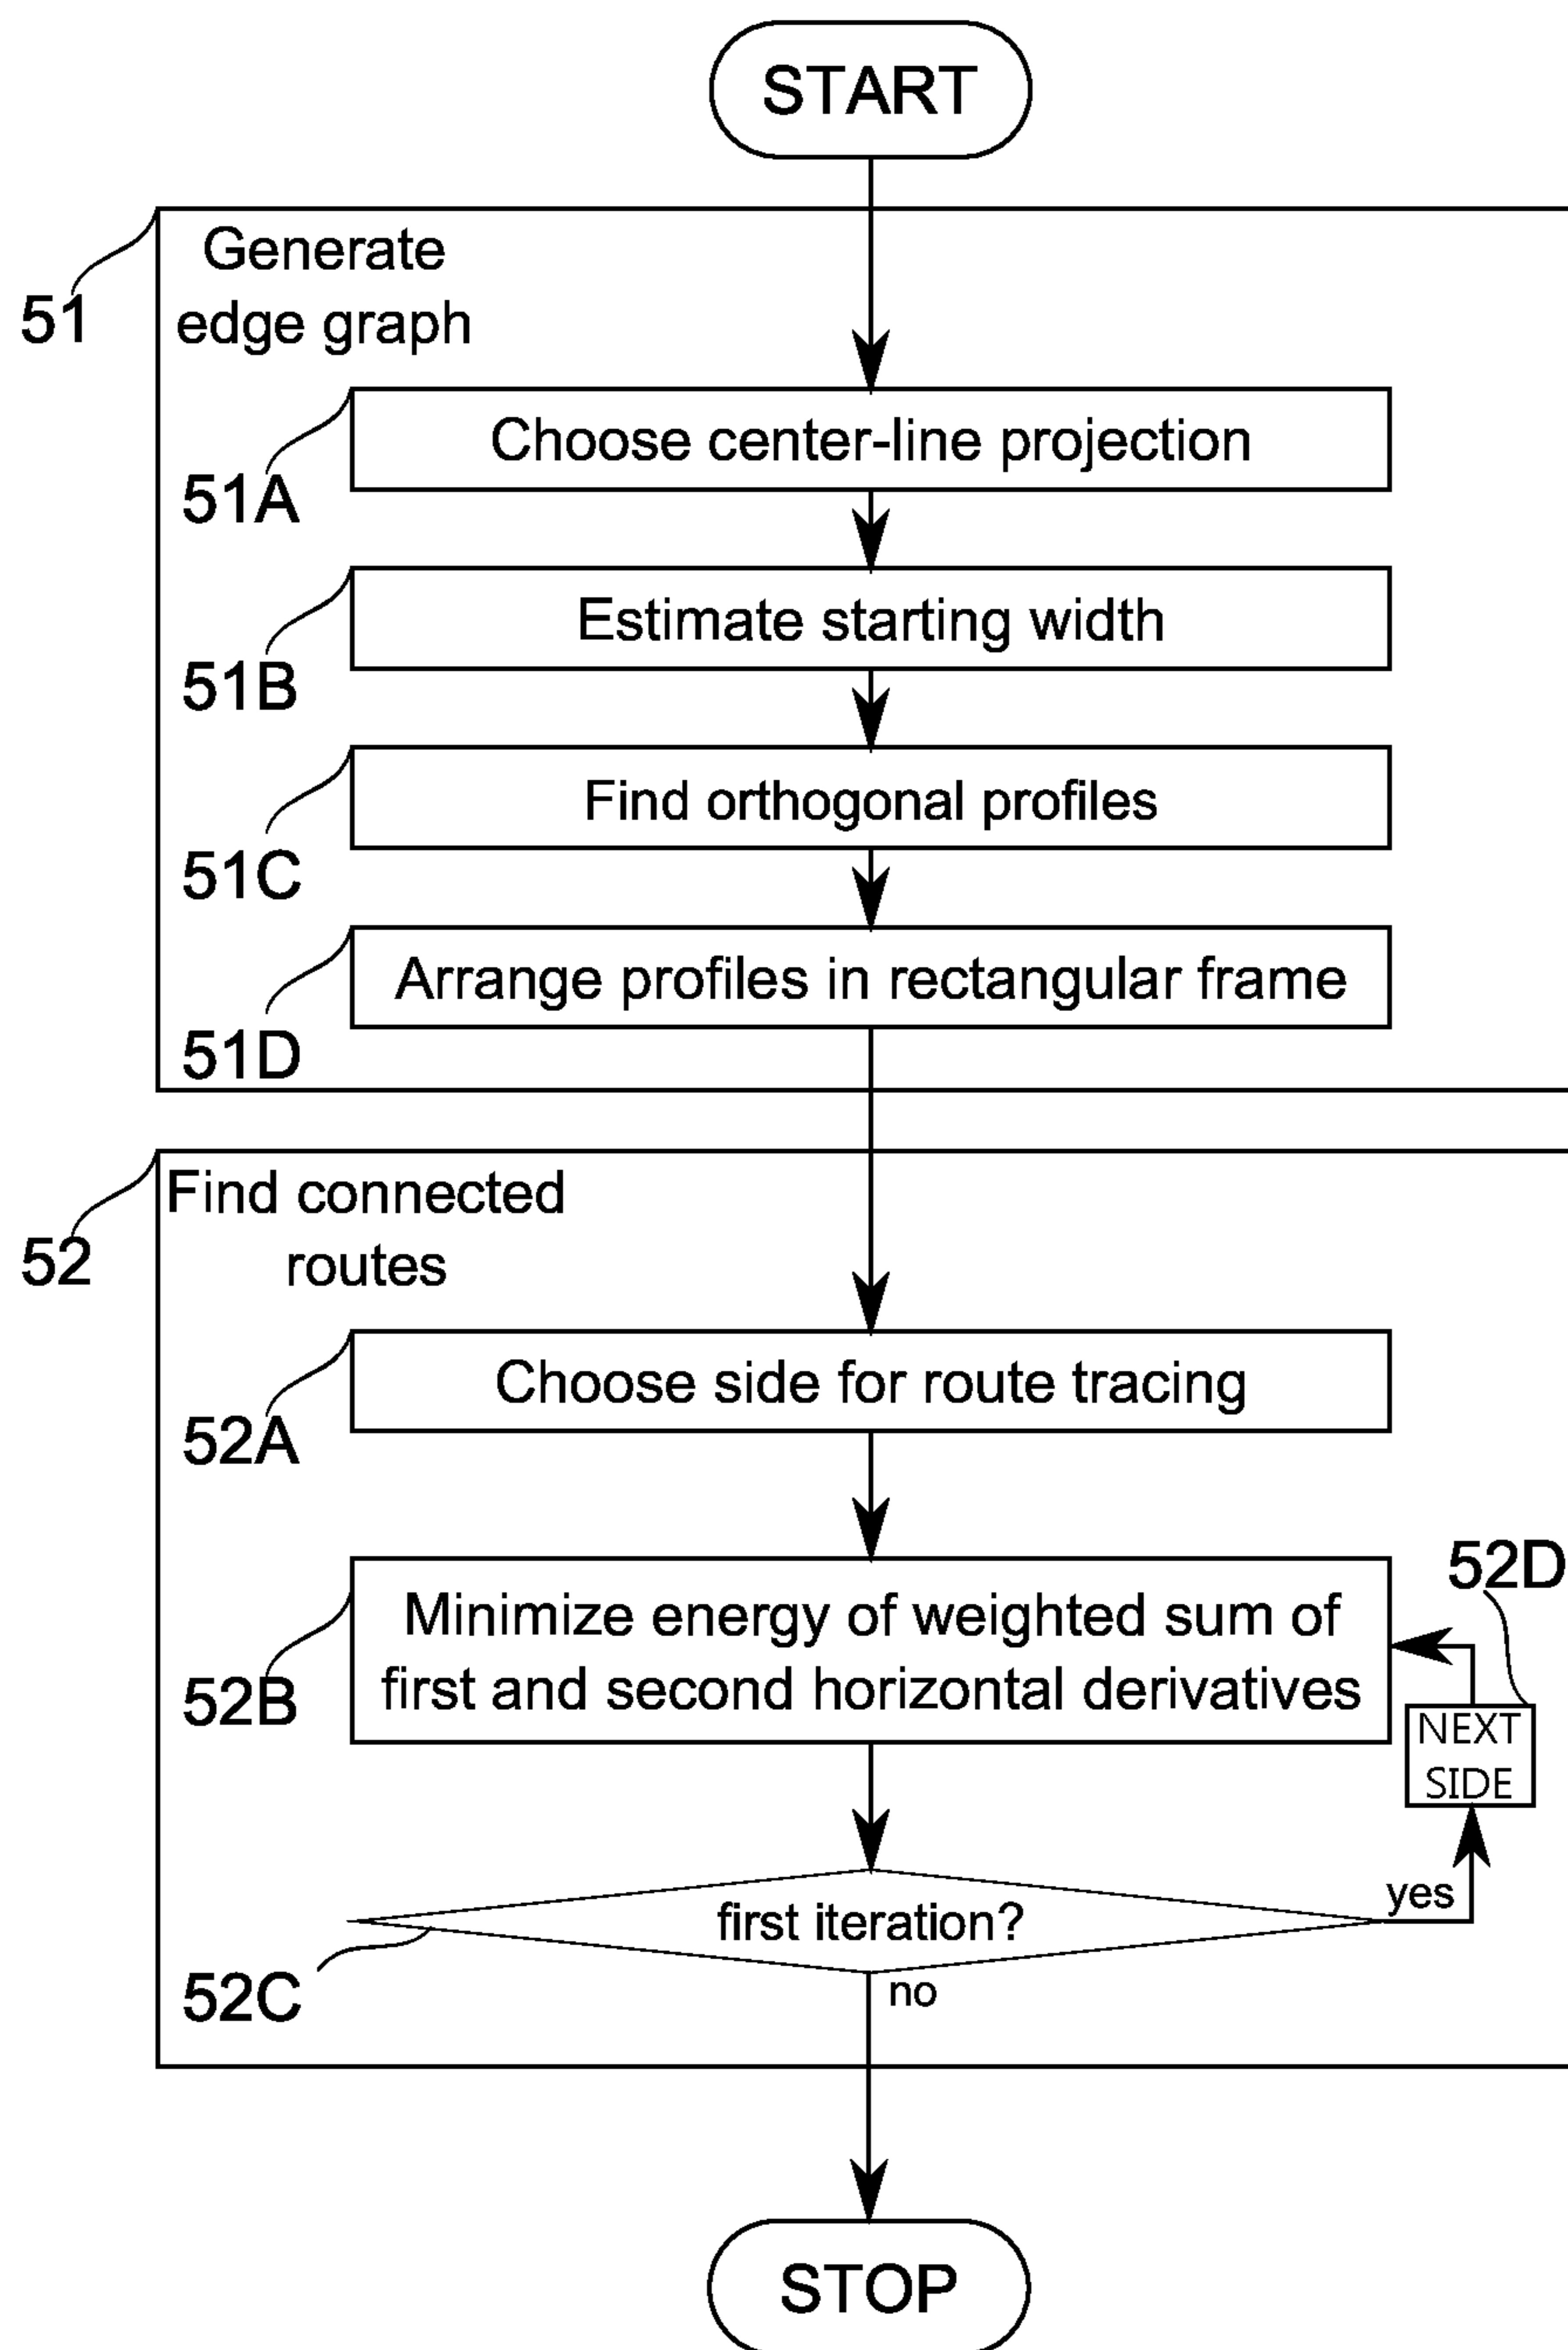 START
Generate
edge graph
51
Choose center-line projection
51A
Estimate starting width
51B
Find orthogonal profiles
51C
Arrange profiles in rectangular frame
51D
Find connected
routes
52
Choose side for route tracing
52A
52D
Minimize energy of weighted sum of
first and second horizontal derivatives
52B
NEXT
SIDE
yes
first iteration?
52C
no
STOP